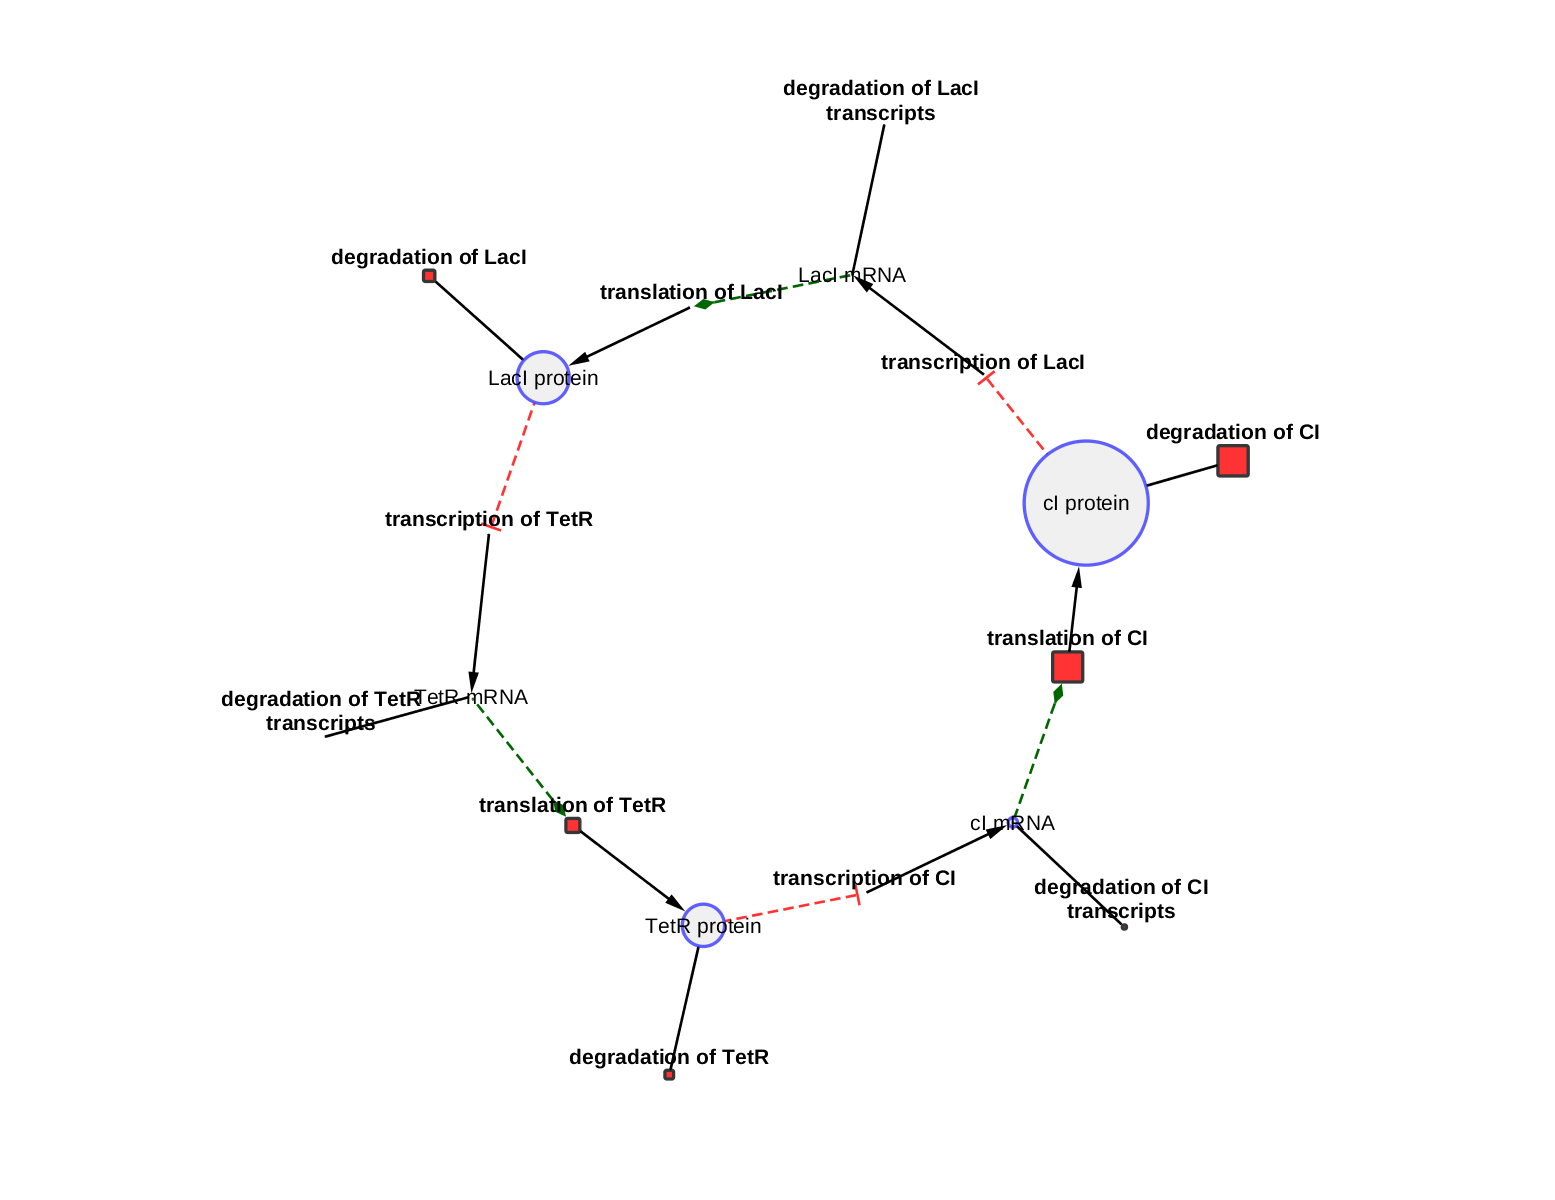 degradation of LacI
transcripts
degradation of LacI
LacI mRNA
translation of LacI
transcription of LacI
LacI protein
degradation of CI
cI protein
transcription of TetR
translation of CI
degradation of TetR
transcripts
TetR mRNA
translation of TetR
cI mRNA
transcription of CI
degradation of CI
transcripts
TetR protein
degradation of TetR